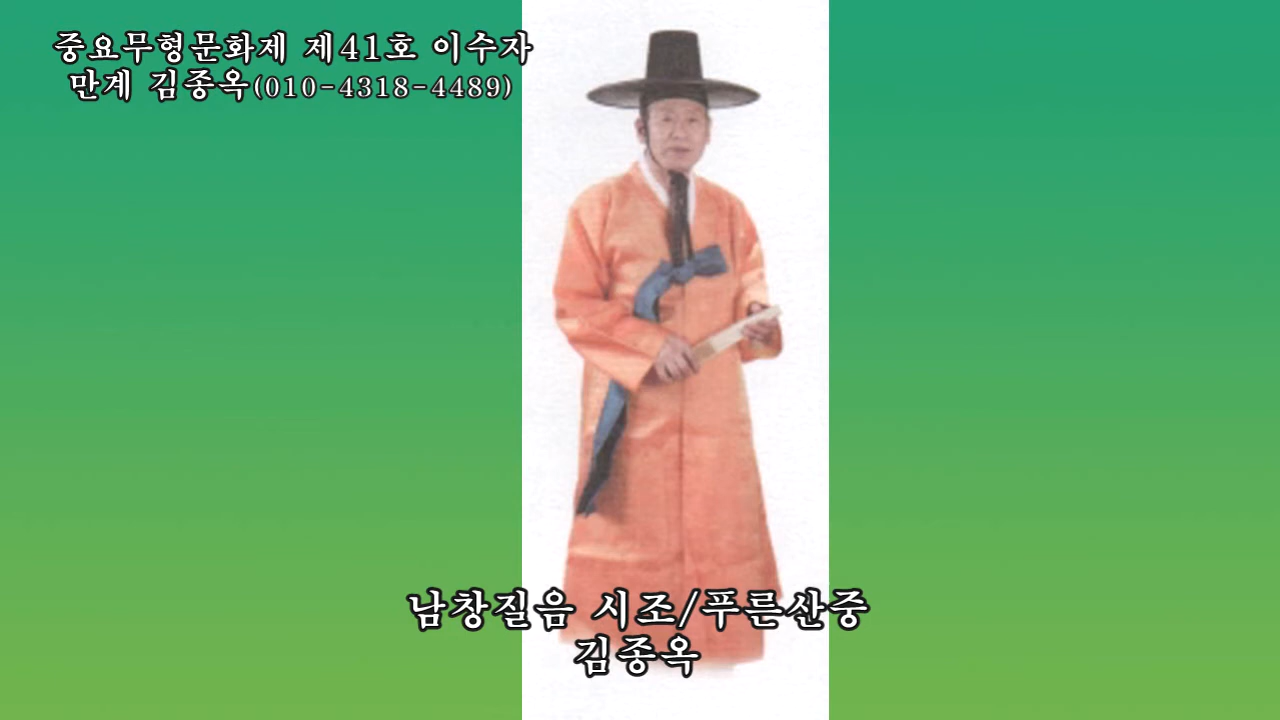 중요무형문화제 제41호 이수자
만계 김종옥(010-4318-4489)
남창질음 시조/푸른산중
김종옥